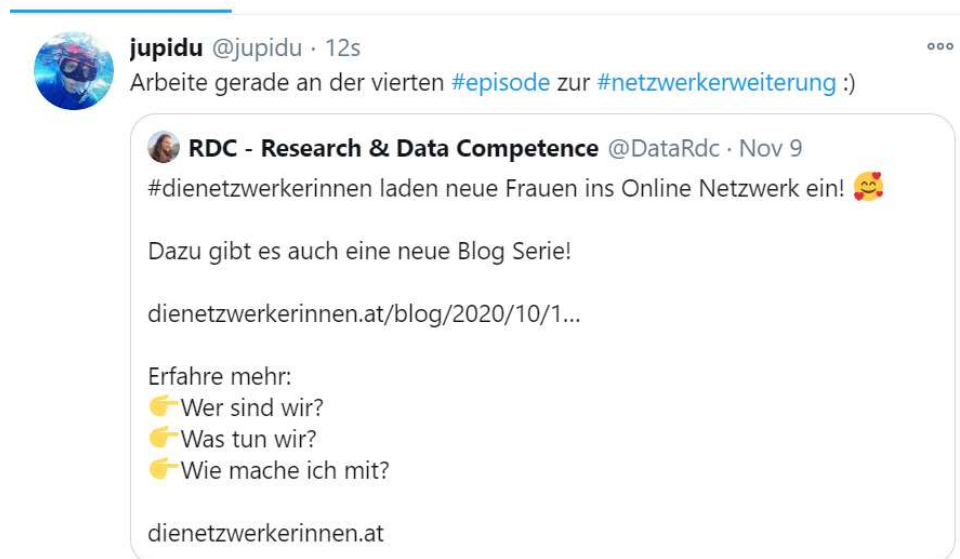 jupidu @jupidu · 12s
Arbeite gerade an der vierten #episode zur #netzwerkerweiterung :)
RDC - Research & Data Competence @DataRdc · Nov 9
#dienetzwerkerinnen laden neue Frauen ins Online Netzwerk ein! 🥰
Dazu gibt es auch eine neue Blog Serie!
dienetzwerkerinnen.at/blog/2020/10/1...
Erfahre mehr:
👉Wer sind wir?
👉Was tun wir?
👉Wie mache ich mit?
dienetzwerkerinnen.at